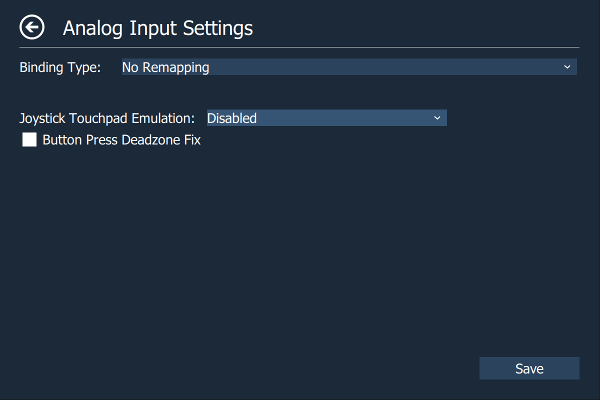 Analog Input Settings
Binding Type: No Remapping
Joystick Touchpad Emulation: Disabled
Button Press Deadzone Fix
Save